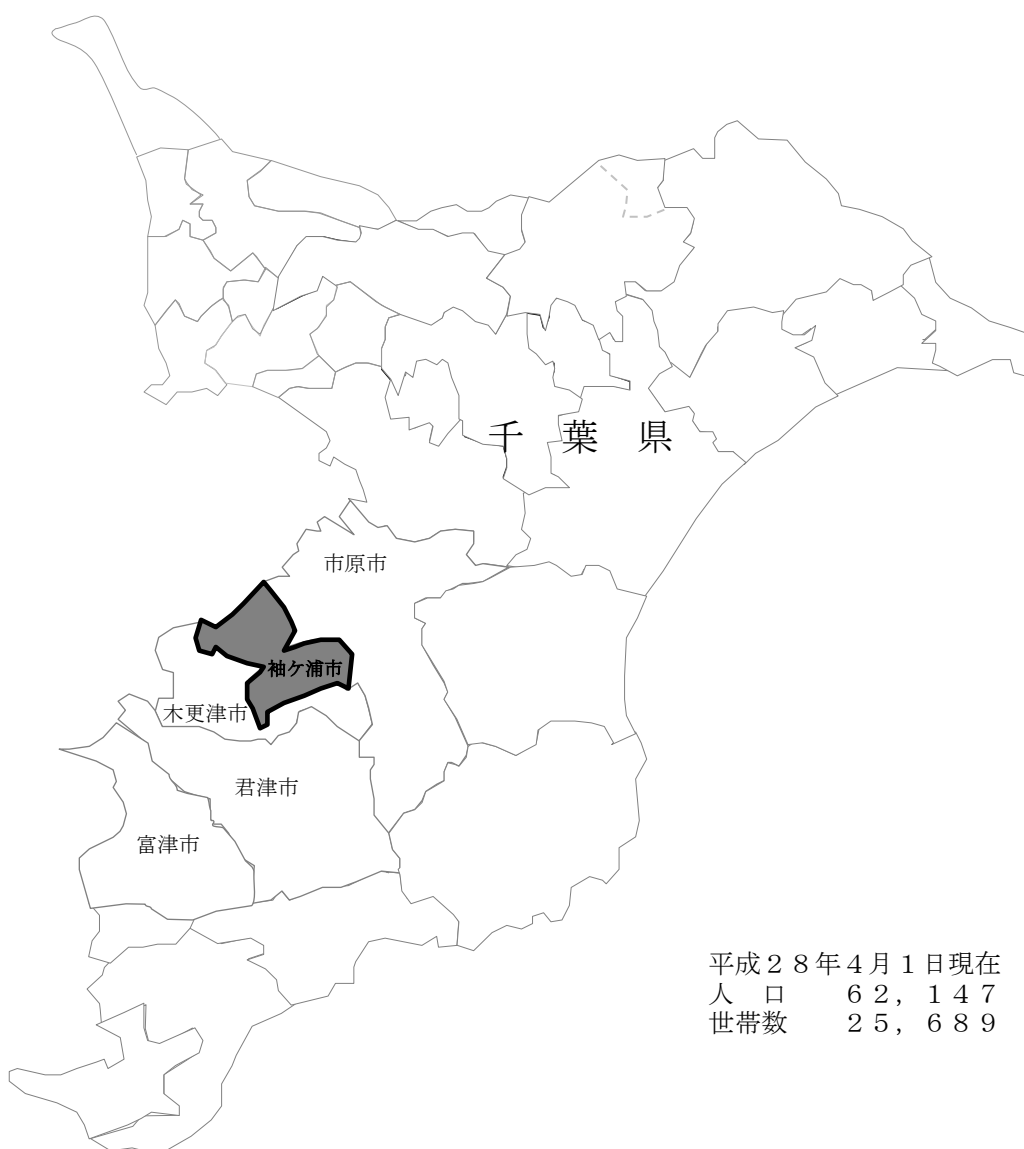 千 葉 県
市原市
袖ケ浦市
木更津市
君津市
富津市
平成２８年４月１日現在
人　口　　６２，１４７
世帯数　　２５，６８９